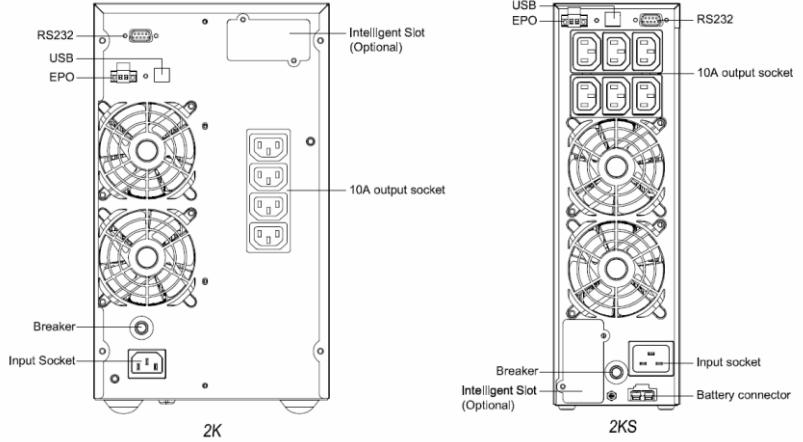 RS232
USB
EPO
Intelligent Slot
(Optional)
10A output socket
Breaker
Input Socket
2K
USB
EPO
RS232
10A output socket
Breaker
Input socket
Intelligent Slot
(Optional)
Battery connector
2KS